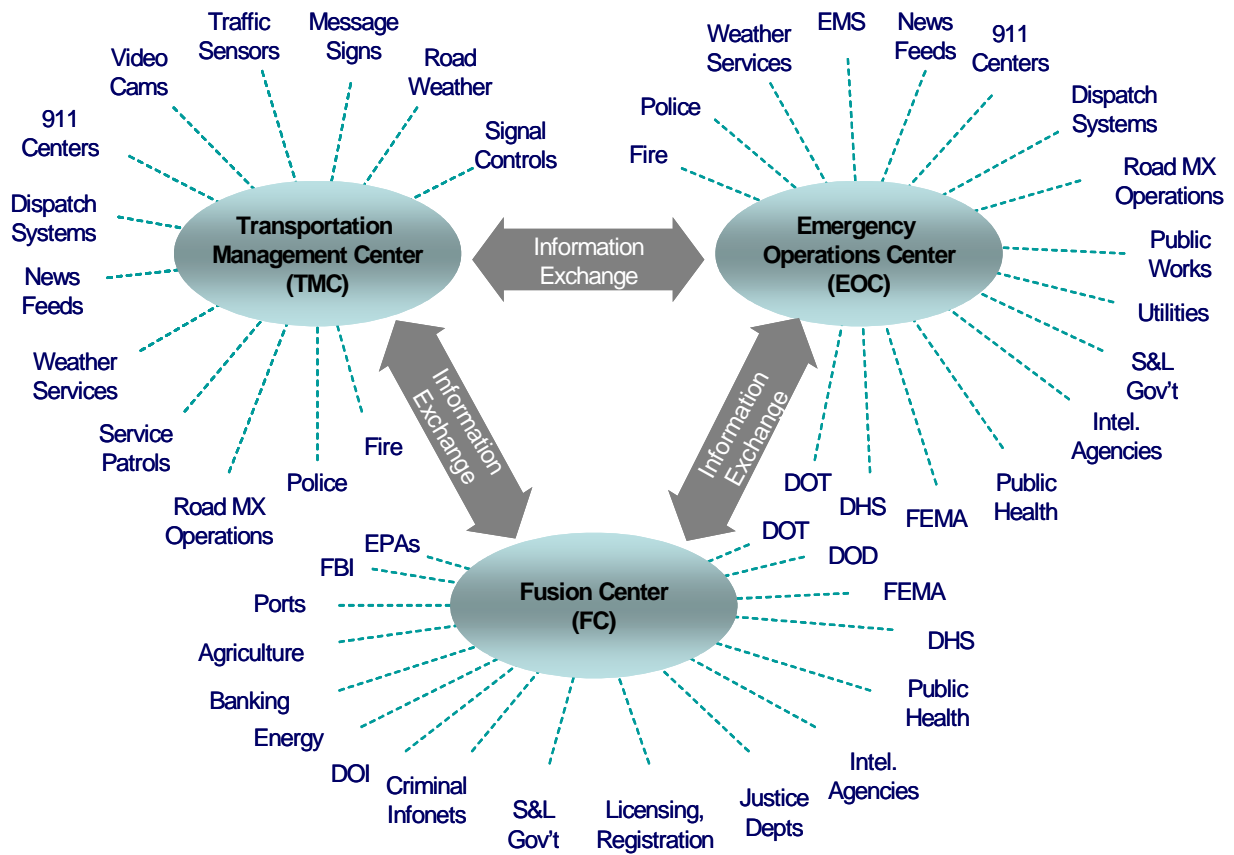 Traffic
Sensors
Message
Signs
Video
Cams
Road
Weather
911
Centers
Signal
Controls
Dispatch
Systems
News
Feeds
Weather
Services
Service
Patrols
Road MX
Operations
Police
Fire
Transportation
Management Center
(TMC)
Information
Exchange
Weather
Services
EMS
News
Feeds
911
Centers
Police
Dispatch
Systems
Fire
Road MX
Operations
Public
Works
Utilities
S&L
Gov't
Intel.
Agencies
Public
Health
FEMA
DHS
DOT
Emergency
Operations Center
(EOC)
Information
Exchange
Information
Exchange
EPAs
FBI
Ports
Agriculture
Banking
Energy
DOI
Criminal
Infonets
S&L
Gov't
Licensing,
Registration
Justice
Depts
Intel.
Agencies
Public
Health
DHS
FEMA
DOD
DOT
Fusion Center
(FC)